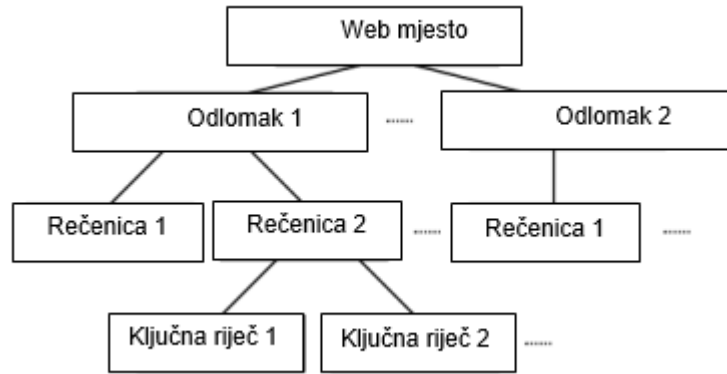 Web mjesto
Odlomak 1 ...... Odlomak 2
Rečenica 1 Rečenica 2 ...... Rečenica 1 ......
Ključna riječ 1 Ključna riječ 2 ......